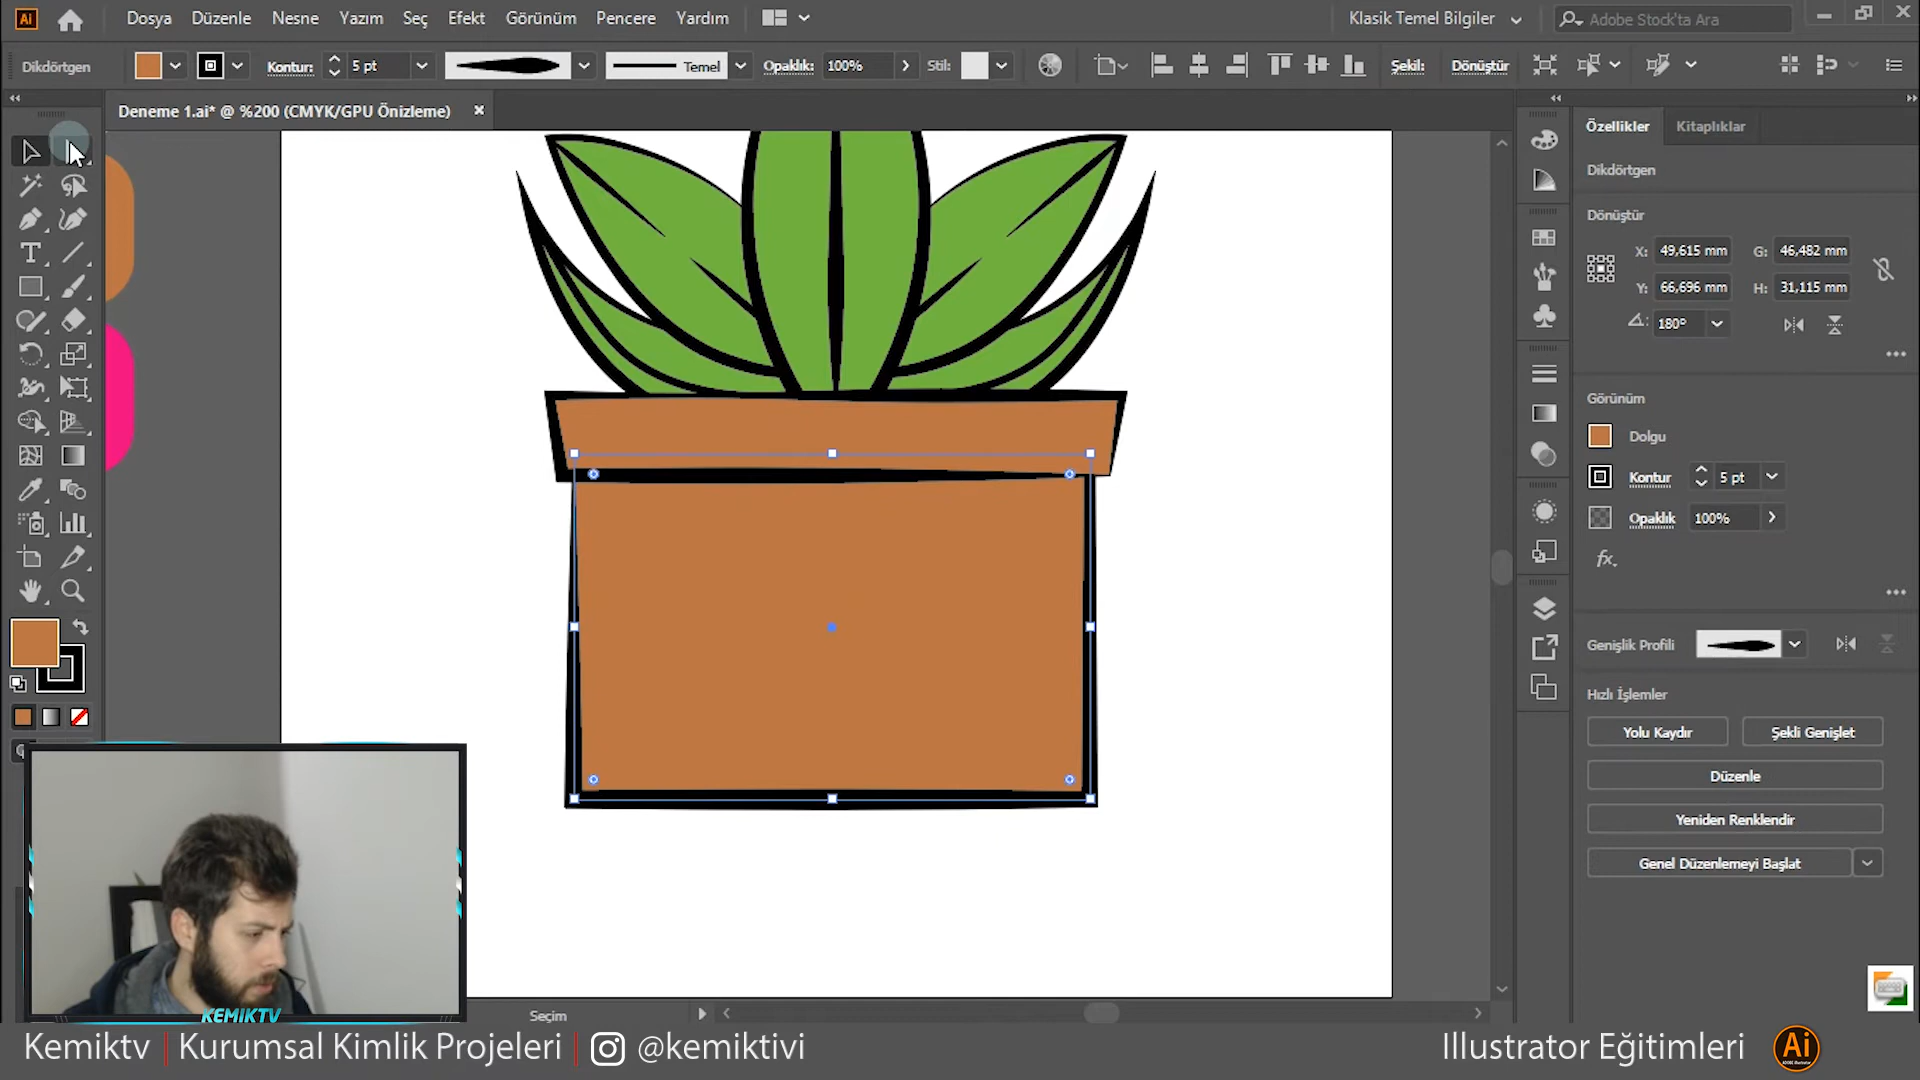 Ai Dosya Düzenle Nesne Yazım Seç Efekt Görünüm Pencere Yardım Klasik Temel Bilgiler Adobe Stock'ta Ara
Dikdörtgen Kontur: 5 pt Temel Opaklık: 100% Stil: Şekil: Dönüştür
Deneme 1.ai* @ %200 (CMYK/GPU Önizleme)
Özellikler Kitaplıklar
Dikdörtgen
Dönüştür
X: 49,615 mm G: 46,482 mm
Y: 66,696 mm H: 31,115 mm
180°
Görünüm
Dolgu
Kontur 5 pt
Opaklık 100%
fx.
Genişlik Profili
Hızlı İşlemler
Yolu Kaydır Şekli Genişlet
Düzenle
Yeniden Renklendir
Genel Düzenlemeyi Başlat
KEMIKTV
Seçim
Kemiktv Kurumsal Kimlik Projeleri @kemiktivi Illustrator Eğitimleri Ai